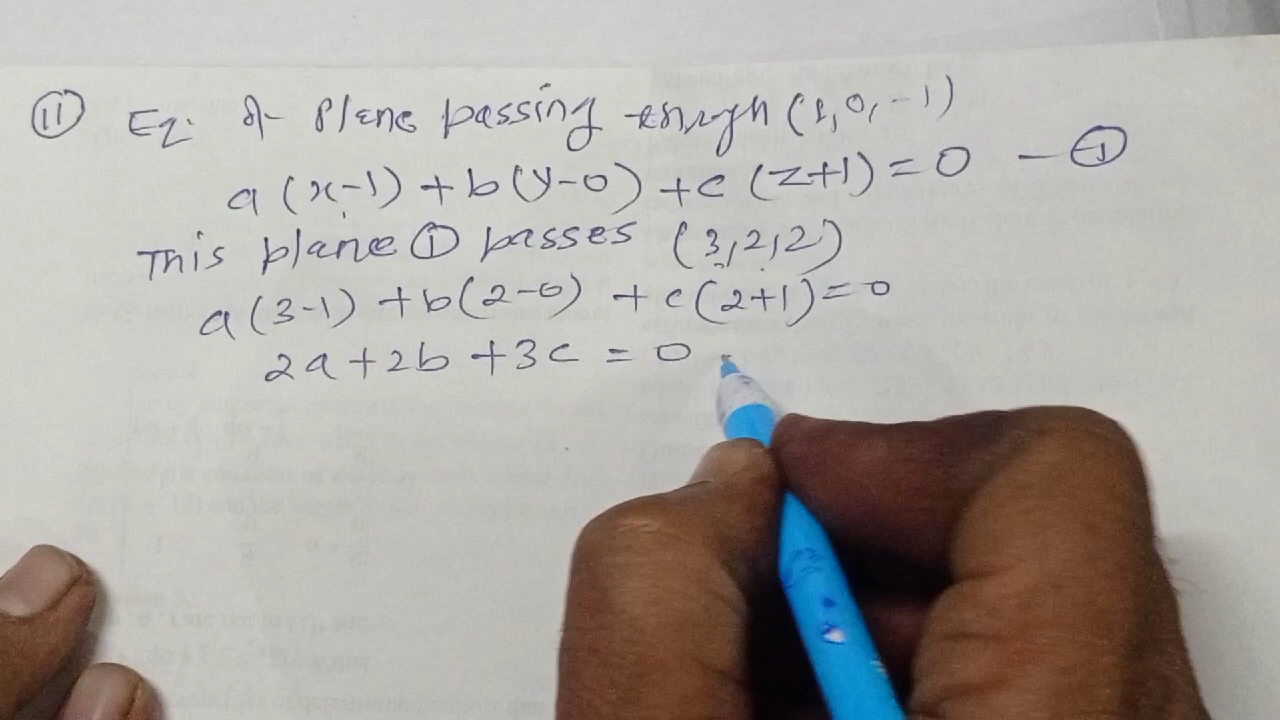 ⑪ Eq. of Plane passing through (1,0,-1)
a(x-1) + b(y-0) + c(z+1) = 0 — ①
This plane ① passes (3,2,2)
a(3-1) + b(2-0) + c(2+1) = 0
2a + 2b + 3c = 0